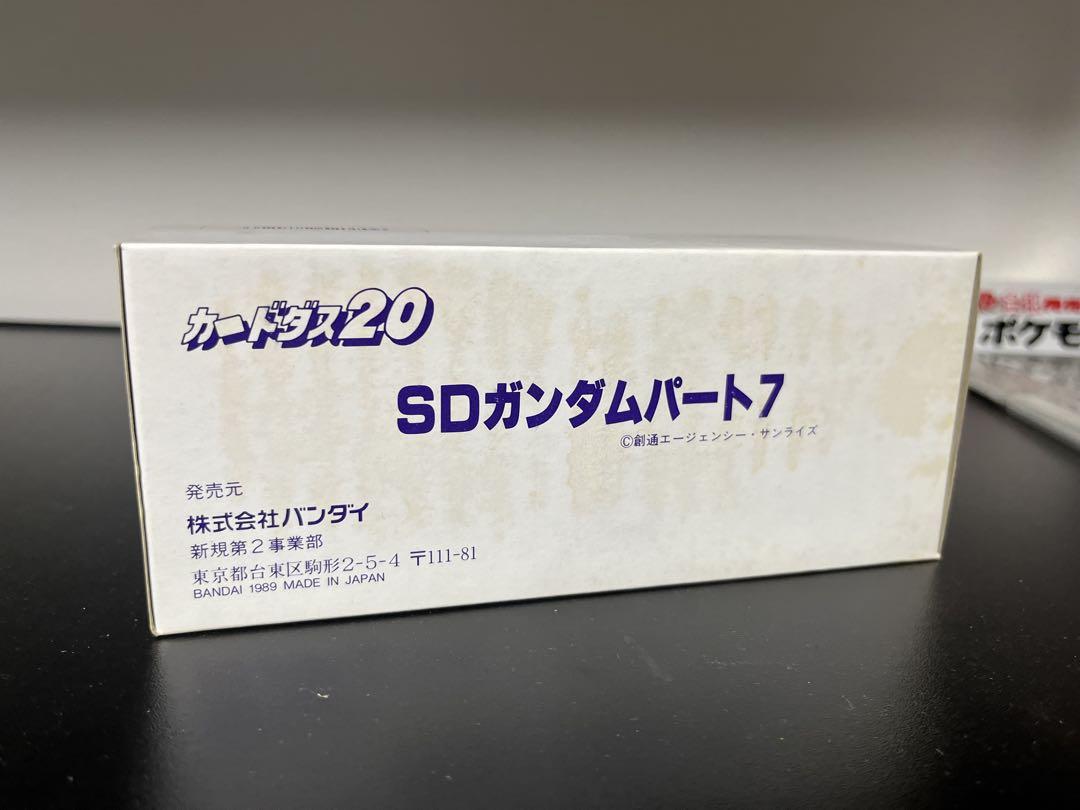 カードダス20
SDガンダムパート7
©創通エージェンシー・サンライズ
発売元
株式会社バンダイ
新規第2事業部
東京都台東区駒形2-5-4 〒111-81
BANDAI 1989 MADE IN JAPAN
ポケモ